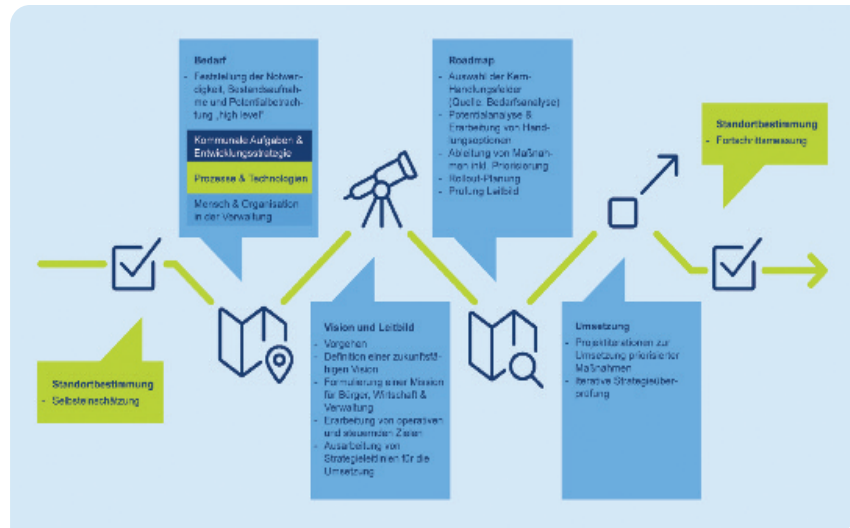 Standortbestimmung
- Selbsteinschätzung
Bedarf
- Feststellung der Notwen-
digkeit, Bestandsaufnah-
me und Potentialbetrach-
tung „high level"
Kommunale Aufgaben &
Entwicklungsstrategie
Prozesse & Technologien
Mensch & Organisation
in der Verwaltung
Vision und Leitbild
- Vorgehen
- Definition einer zukunftsfä-
higen Vision
- Formulierung einer Mission
für Bürger, Wirtschaft &
Verwaltung
- Erarbeitung von operativen
und steuernden Zielen
- Ausarbeitung von
Strategieleitlinien für die
Umsetzung
Roadmap
- Auswahl der Kern-
Handlungsfelder
(Quelle: Bedarfsanalyse)
- Potentialanalyse &
Erarbeitung von Hand-
lungsoptionen
- Ableitung von Maßnah-
men inkl. Priorisierung
- Rollout-Planung
- Prüfung Leitbild
Umsetzung
- Projektiterationen zur
Umsetzung priorisierter
Maßnahmen
- Iterative Strategieüber-
prüfung
Standortbestimmung
- Fortschrittsmessung